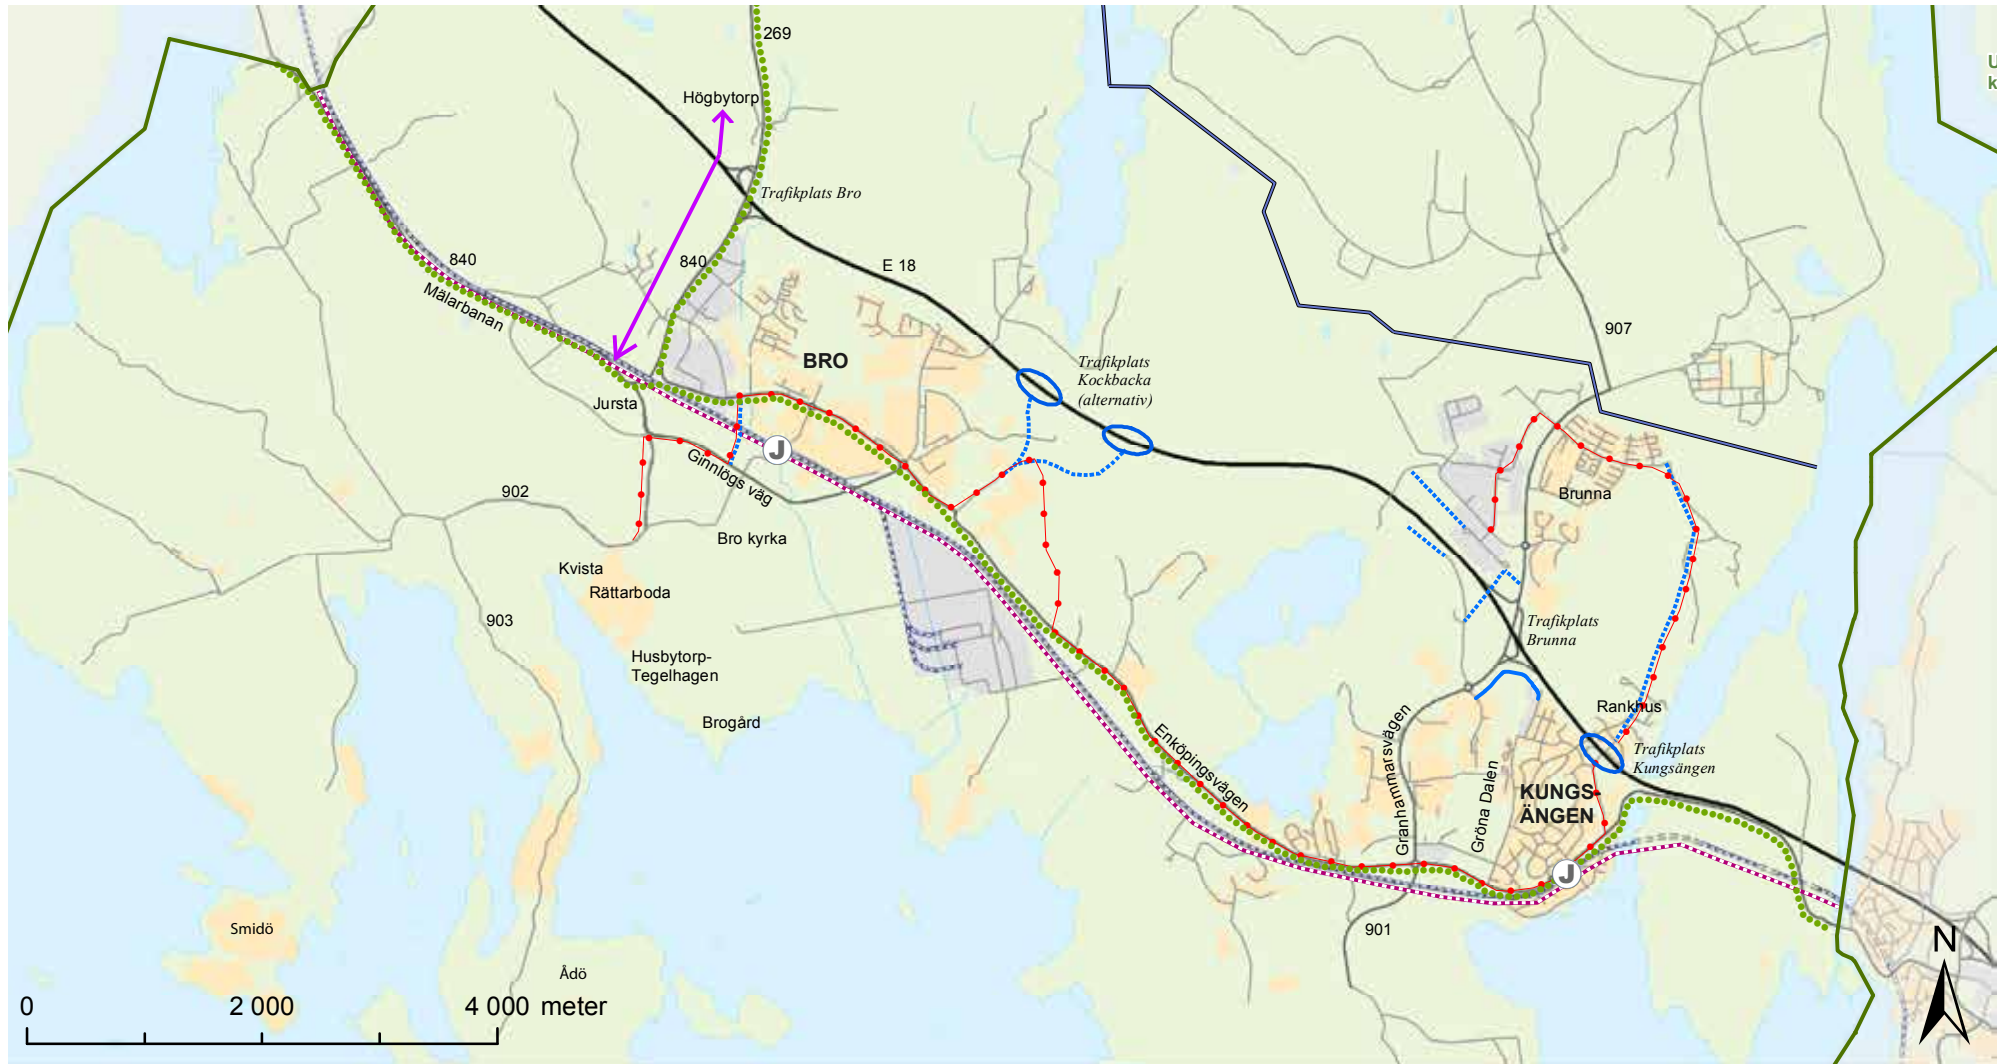 269
U
k
Högbytorp
Trafikplats Bro
840
840
E 18
Mälarbanan
907
BRO
Trafikplats
Kockbacka
(alternativ)
Jursta
J
Ginnlögs väg
902
Brunna
Bro kyrka
Kvista
Rättarboda
903
Trafikplats
Brunna
Husbytorp-
Tegelhagen
Brogård
Rankhus
Enköpingsvägen
Granhammarsvägen
Gröna Dalen
Trafikplats
Kungsängen
KUNGS-
ÄNGEN
J
901
Smidö
Ådö
N
0 2 000 4 000 meter